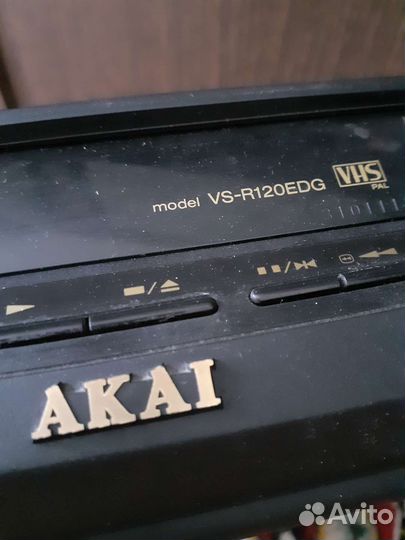 model VS-R120EDG VHS
PAL
AKAI
Avito